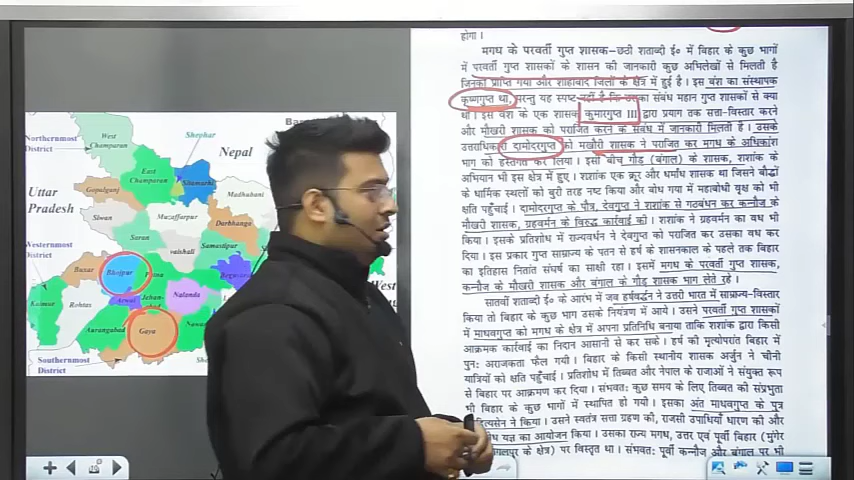 Northernmost
District
West
Champaran
Shephar
Nepal
East
Champaran
Sitamarhi
Gopalganj
Madhubani
Uttar
Pradesh
Siwan
Muzaffarpur
Darbhanga
Saran
Westernmost
District
vaishali
Samastipur
Buxar
Bhojpur
Begusarai
Kaimur
Rohtas
Arwal
Jehan-
Nalanda
Aurangabad
Gaya
Nawa
Southernmost
District
होगा ।
मगध के परवर्ती गुप्त शासक–छठी शताब्दी ई० में बिहार के कुछ भागों
में परवर्ती गुप्त शासकों के शासन की जानकारी कुछ अभिलेखों से मिलती है
जिनकी प्राप्ति गया और शाहाबाद जिलों के क्षेत्र में हुई है। इस वंश का संस्थापक
कृष्णगुप्त था, परन्तु यह स्पष्ट नहीं है कि उसका संबंध महान गुप्त शासकों से क्या
था। इस वंश के एक शासक कुमारगुप्त III द्वारा प्रयाग तक सत्ता-विस्तार करने
और मौखरी शासक को पराजित करने के संबंध में जानकारी मिलती है। उसके
उत्तराधिकारी दामोदरगुप्त को मखौरी शासक ने पराजित कर मगध के अधिकांश
भाग को हस्तगत कर लिया। इसी बीच गौड़ (बंगाल) के शासक, शशांक के
अभियान भी इस क्षेत्र में हुए। शशांक एक क्रूर और धर्मांध शासक था जिसने बौद्धों
के धार्मिक स्थलों को बुरी तरह नष्ट किया और बोध गया में महाबोधी वृक्ष को भी
क्षति पहुँचाई। दामोदरगुप्त के पौत्र, देवगुप्त ने शशांक से गठबंधन कर कन्नौज के
मौखरी शासक, ग्रहवर्मन के विरुद्ध कार्रवाई की। शशांक ने ग्रहवर्मन का वध भी
किया। इसके प्रतिशोध में राज्यवर्धन ने देवगुप्त को पराजित कर उसका वध कर
दिया। इस प्रकार गुप्त साम्राज्य के पतन से हर्ष के शासनकाल के पहले तक बिहार
का इतिहास नितांत संघर्ष का साक्षी रहा। इसमें मगध के परवर्ती गुप्त शासक,
कन्नौज के मौखरी शासक और बंगाल के गौड़ शासक भाग लेते रहे।
सातवीं शताब्दी ई० के आरंभ में जब हर्षवर्द्धन ने उत्तरी भारत में साम्राज्य-विस्तार
किया तो बिहार के कुछ भाग उसके नियंत्रण में आये। उसने परवर्ती गुप्त शासकों
में माधवगुप्त को मगध के क्षेत्र में अपना प्रतिनिधि बनाया ताकि शशांक द्वारा किसी
आक्रमक कार्रवाई का निदान आसानी से कर सके। हर्ष की मृत्योपरांत बिहार में
पुनः अराजकता फैल गयी। बिहार के किसी स्थानीय शासक अर्जुन ने चीनी
यात्रियों को क्षति पहुँचाई। प्रतिशोध में तिब्बत और नेपाल के राजाओं ने संयुक्त रूप
से बिहार पर आक्रमण कर दिया। संभवतः कुछ समय के लिए तिब्बत की संप्रभुता
भी बिहार के कुछ भागों में स्थापित हो गयी। इसका अंत माधवगुप्त के पुत्र
दित्यसेन ने किया। उसने स्वतंत्र सत्ता ग्रहण की, राजसी उपाधियाँ धारण की और
यज्ञ का आयोजन किया। उसका राज्य मगध, उत्तर एवं पूर्वी बिहार (मुंगेर
गलपुर के क्षेत्र) पर विस्तृत था। संभवतः पूर्वी कन्नौज और बंगाल पर भी